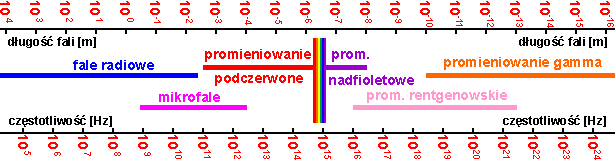 10⁴ 10³ 10² 10¹ 10⁰ 10⁻¹ 10⁻² 10⁻³ 10⁻⁴ 10⁻⁵ 10⁻⁶ 10⁻⁷ 10⁻⁸ 10⁻⁹ 10⁻¹⁰ 10⁻¹¹ 10⁻¹² 10⁻¹³ 10⁻¹⁴ 10⁻¹⁵ 10⁻¹⁶
długość fali [m] długość fali [m]
fale radiowe
promieniowanie
podczerwone
prom.
nadfioletowe
promieniowanie gamma
mikrofale
prom. rentgenowskie
częstotliwość [Hz] częstotliwość [Hz]
10⁵ 10⁶ 10⁷ 10⁸ 10⁹ 10¹⁰ 10¹¹ 10¹² 10¹³ 10¹⁴ 10¹⁵ 10¹⁶ 10¹⁷ 10¹⁸ 10¹⁹ 10²⁰ 10²¹ 10²² 10²³ 10²⁴